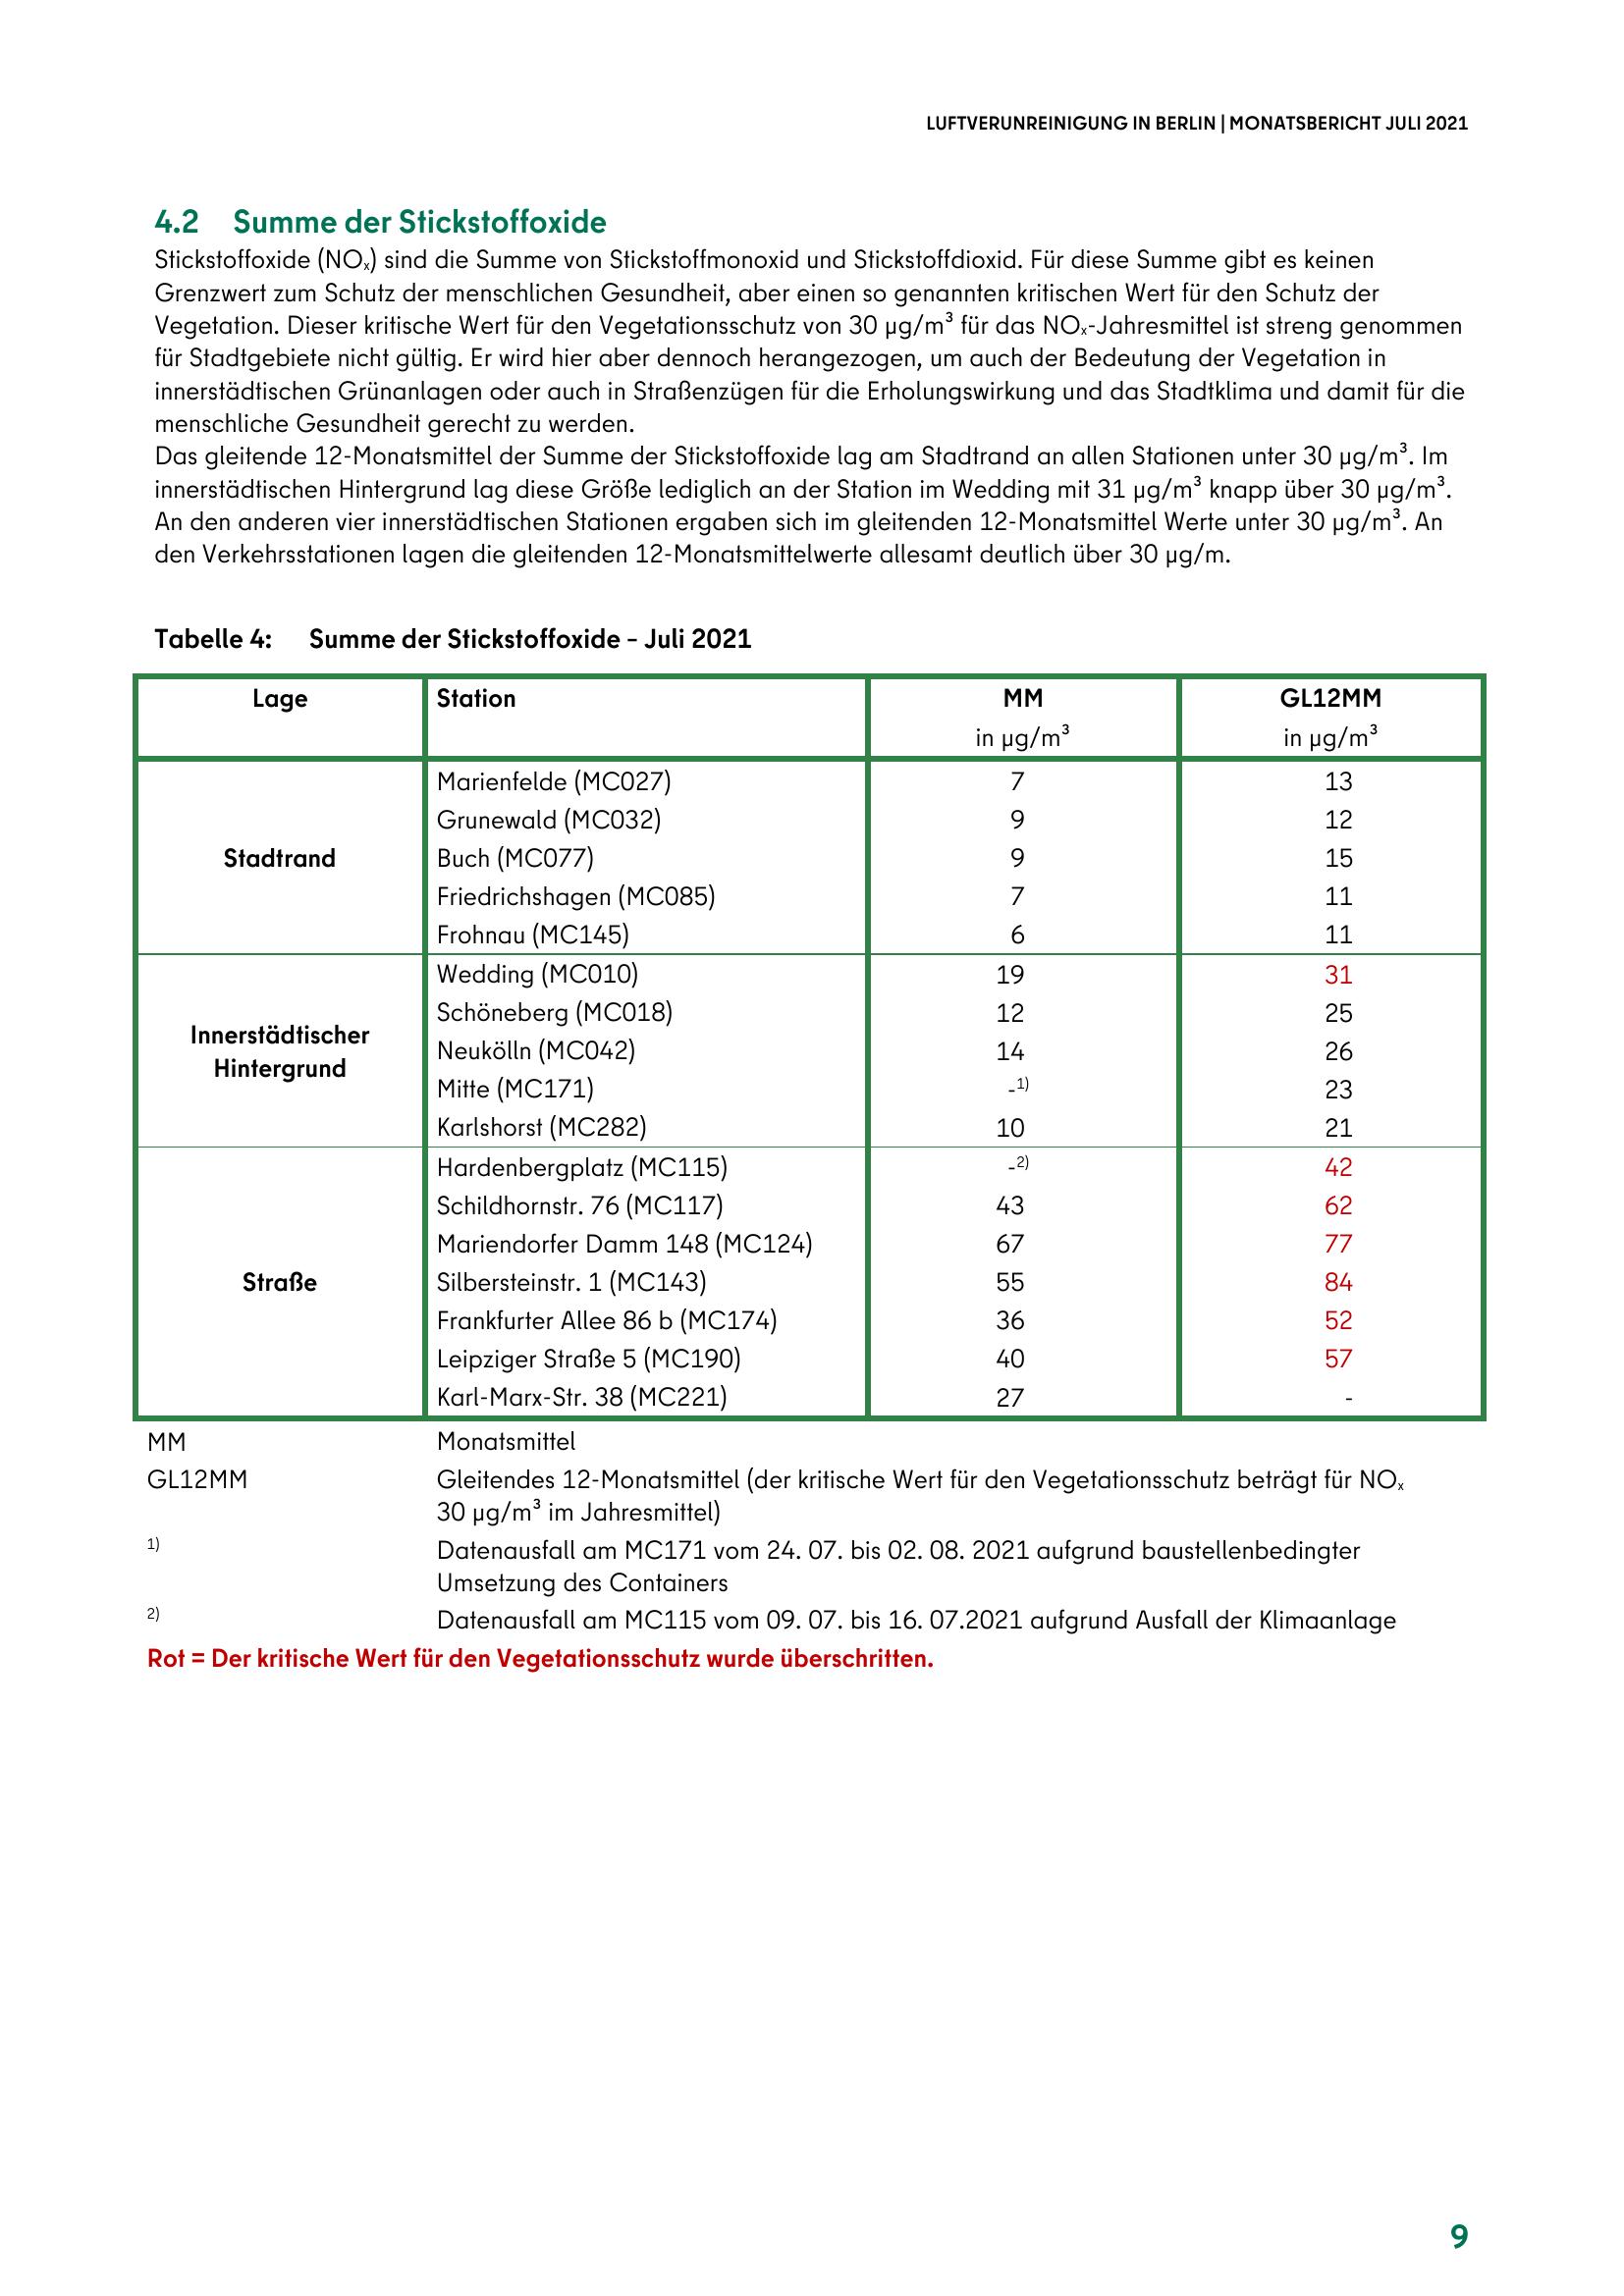 LUFTVERUNREINIGUNG IN BERLIN | MONATSBERICHT JULI 2021
4.2 Summe der Stickstoffoxide
Stickstoffoxide (NOₓ) sind die Summe von Stickstoffmonoxid und Stickstoffdioxid. Für diese Summe gibt es keinen
Grenzwert zum Schutz der menschlichen Gesundheit, aber einen so genannten kritischen Wert für den Schutz der
Vegetation. Dieser kritische Wert für den Vegetationsschutz von 30 µg/m³ für das NOₓ-Jahresmittel ist streng genommen
für Stadtgebiete nicht gültig. Er wird hier aber dennoch herangezogen, um auch der Bedeutung der Vegetation in
innerstädtischen Grünanlagen oder auch in Straßenzügen für die Erholungswirkung und das Stadtklima und damit für die
menschliche Gesundheit gerecht zu werden.
Das gleitende 12-Monatsmittel der Summe der Stickstoffoxide lag am Stadtrand an allen Stationen unter 30 µg/m³. Im
innerstädtischen Hintergrund lag diese Größe lediglich an der Station im Wedding mit 31 µg/m³ knapp über 30 µg/m³.
An den anderen vier innerstädtischen Stationen ergaben sich im gleitenden 12-Monatsmittel Werte unter 30 µg/m³. An
den Verkehrsstationen lagen die gleitenden 12-Monatsmittelwerte allesamt deutlich über 30 µg/m.
Tabelle 4: Summe der Stickstoffoxide – Juli 2021
Lage Station MM GL12MM
in µg/m³ in µg/m³
Marienfelde (MC027) 7 13
Grunewald (MC032) 9 12
Stadtrand Buch (MC077) 9 15
Friedrichshagen (MC085) 7 11
Frohnau (MC145) 6 11
Wedding (MC010) 19 31
Schöneberg (MC018) 12 25
Innerstädtischer
Hintergrund
Neukölln (MC042) 14 26
Mitte (MC171) -¹⁾ 23
Karlshorst (MC282) 10 21
Hardenbergplatz (MC115) -²⁾ 42
Schildhornstr. 76 (MC117) 43 62
Mariendorfer Damm 148 (MC124) 67 77
Straße Silbersteinstr. 1 (MC143) 55 84
Frankfurter Allee 86 b (MC174) 36 52
Leipziger Straße 5 (MC190) 40 57
Karl-Marx-Str. 38 (MC221) 27 -
MM Monatsmittel
GL12MM Gleitendes 12-Monatsmittel (der kritische Wert für den Vegetationsschutz beträgt für NOₓ
30 µg/m³ im Jahresmittel)
¹⁾ Datenausfall am MC171 vom 24. 07. bis 02. 08. 2021 aufgrund baustellenbedingter
Umsetzung des Containers
²⁾ Datenausfall am MC115 vom 09. 07. bis 16. 07.2021 aufgrund Ausfall der Klimaanlage
Rot = Der kritische Wert für den Vegetationsschutz wurde überschritten.
9